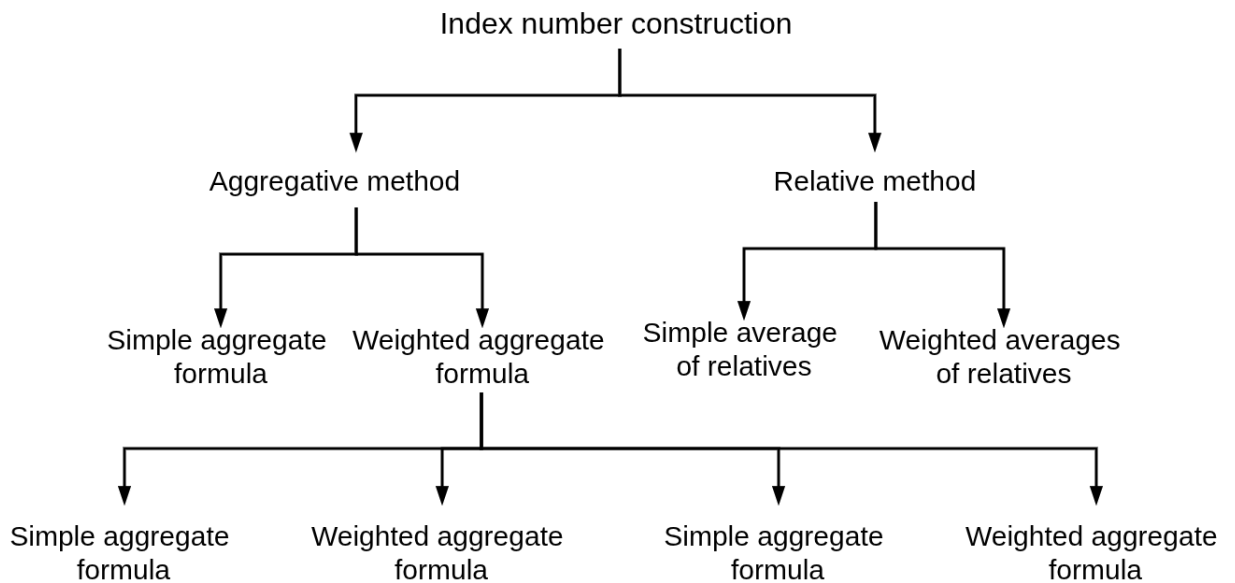 Index number construction
Aggregative method
Relative method
Simple aggregate
formula
Weighted aggregate
formula
Simple average
of relatives
Weighted averages
of relatives
Simple aggregate
formula
Weighted aggregate
formula
Simple aggregate
formula
Weighted aggregate
formula